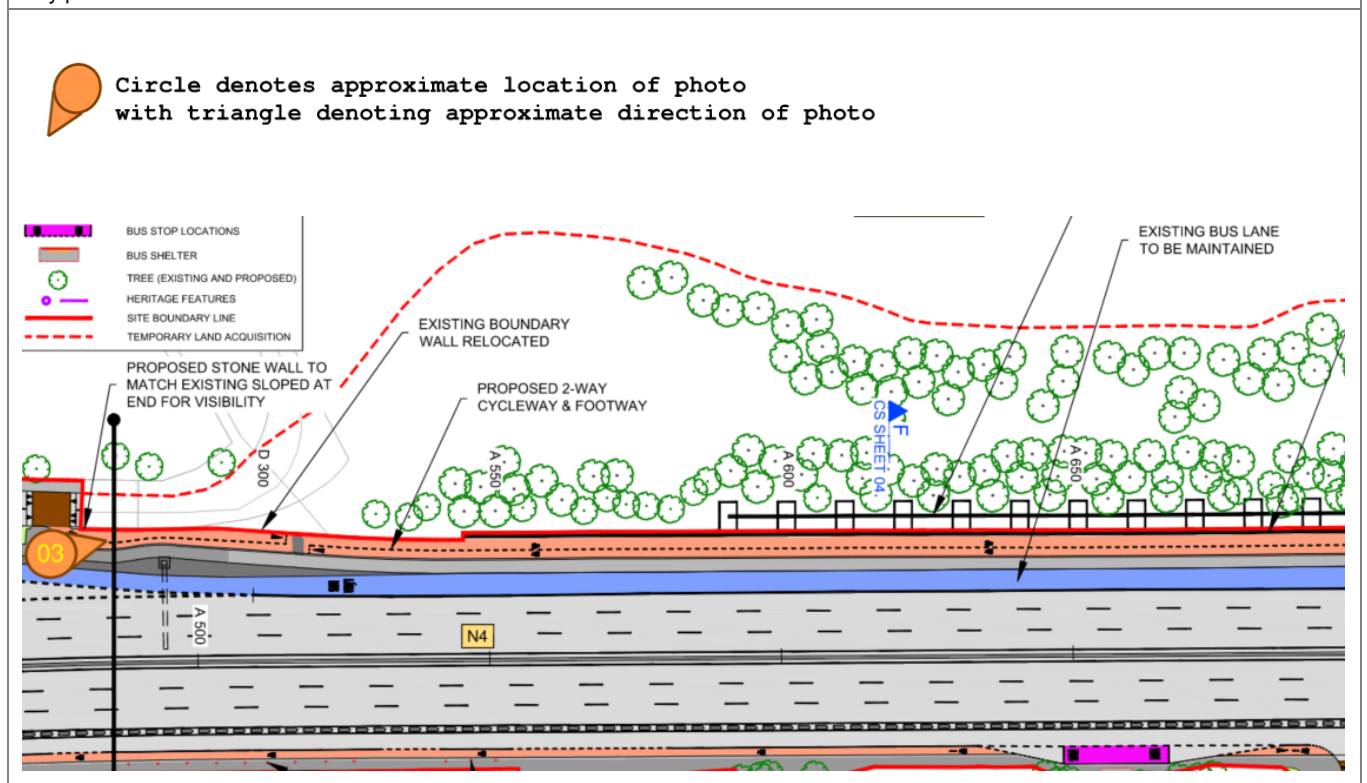 Circle denotes approximate location of photo
with triangle denoting approximate direction of photo
BUS STOP LOCATIONS
BUS SHELTER
TREE (EXISTING AND PROPOSED)
HERITAGE FEATURES
SITE BOUNDARY LINE
TEMPORARY LAND ACQUISITION
EXISTING BUS LANE
TO BE MAINTAINED
EXISTING BOUNDARY
WALL RELOCATED
PROPOSED STONE WALL TO
MATCH EXISTING SLOPED AT
END FOR VISIBILITY
PROPOSED 2-WAY
CYCLEWAY & FOOTWAY
D 300
A 550
A 600
F
CS SHEET 04.
A 650
03
A 500
N4